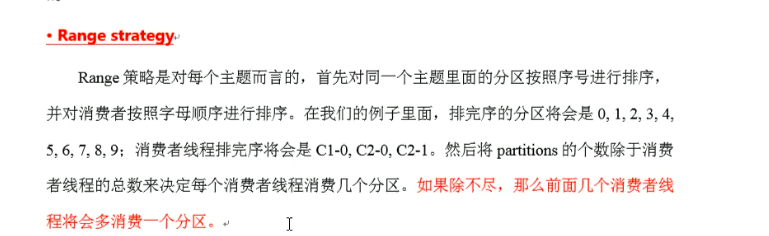 • Range strategy
Range 策略是对每个主题而言的，首先对同一个主题里面的分区按照序号进行排序，
并对消费者按照字母顺序进行排序。在我们的例子里面，排完序的分区将会是 0, 1, 2, 3, 4,
5, 6, 7, 8, 9；消费者线程排完序将会是 C1-0, C2-0, C2-1。然后将 partitions 的个数除于消费
者线程的总数来决定每个消费者线程消费几个分区。如果除不尽，那么前面几个消费者线
程将会多消费一个分区。